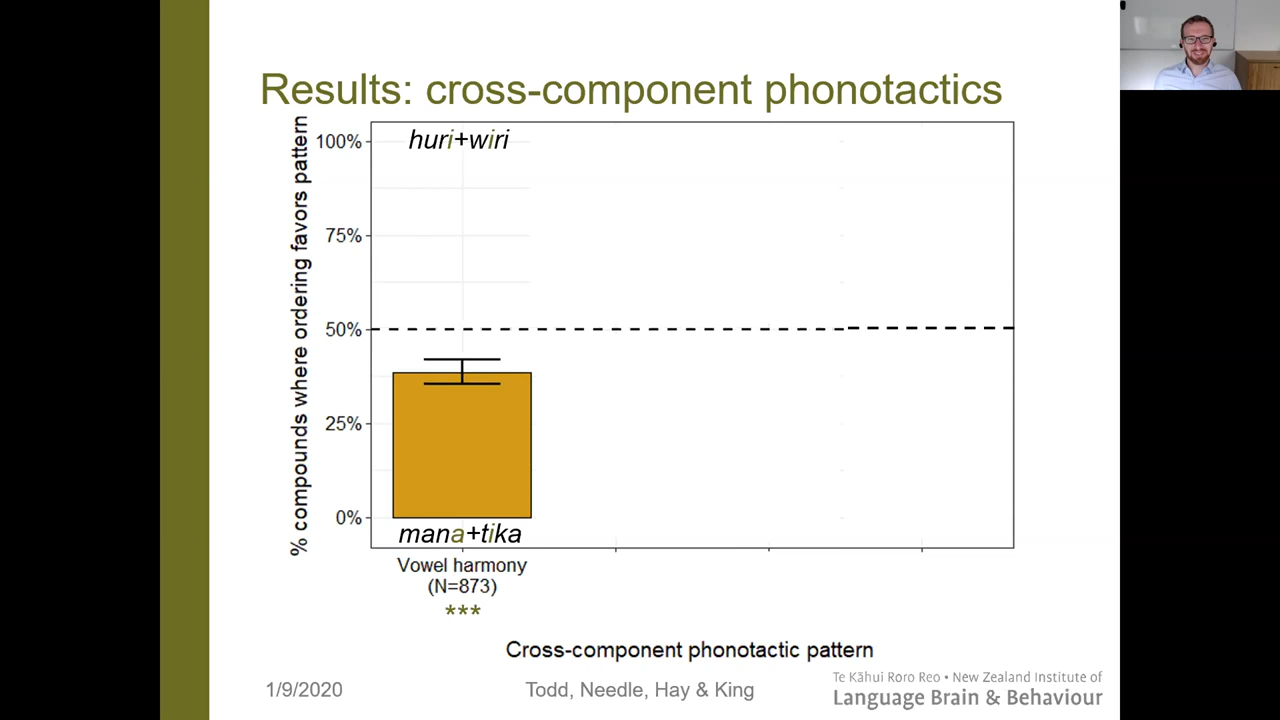 Results: cross-component phonotactics
% compounds where ordering favors pattern
100%
75%
50%
25%
0%
huri+wiri
mana+tika
Vowel harmony
(N=873)
***
Cross-component phonotactic pattern
1/9/2020
Todd, Needle, Hay & King
Te Kāhui Roro Reo • New Zealand Institute of
Language Brain & Behaviour